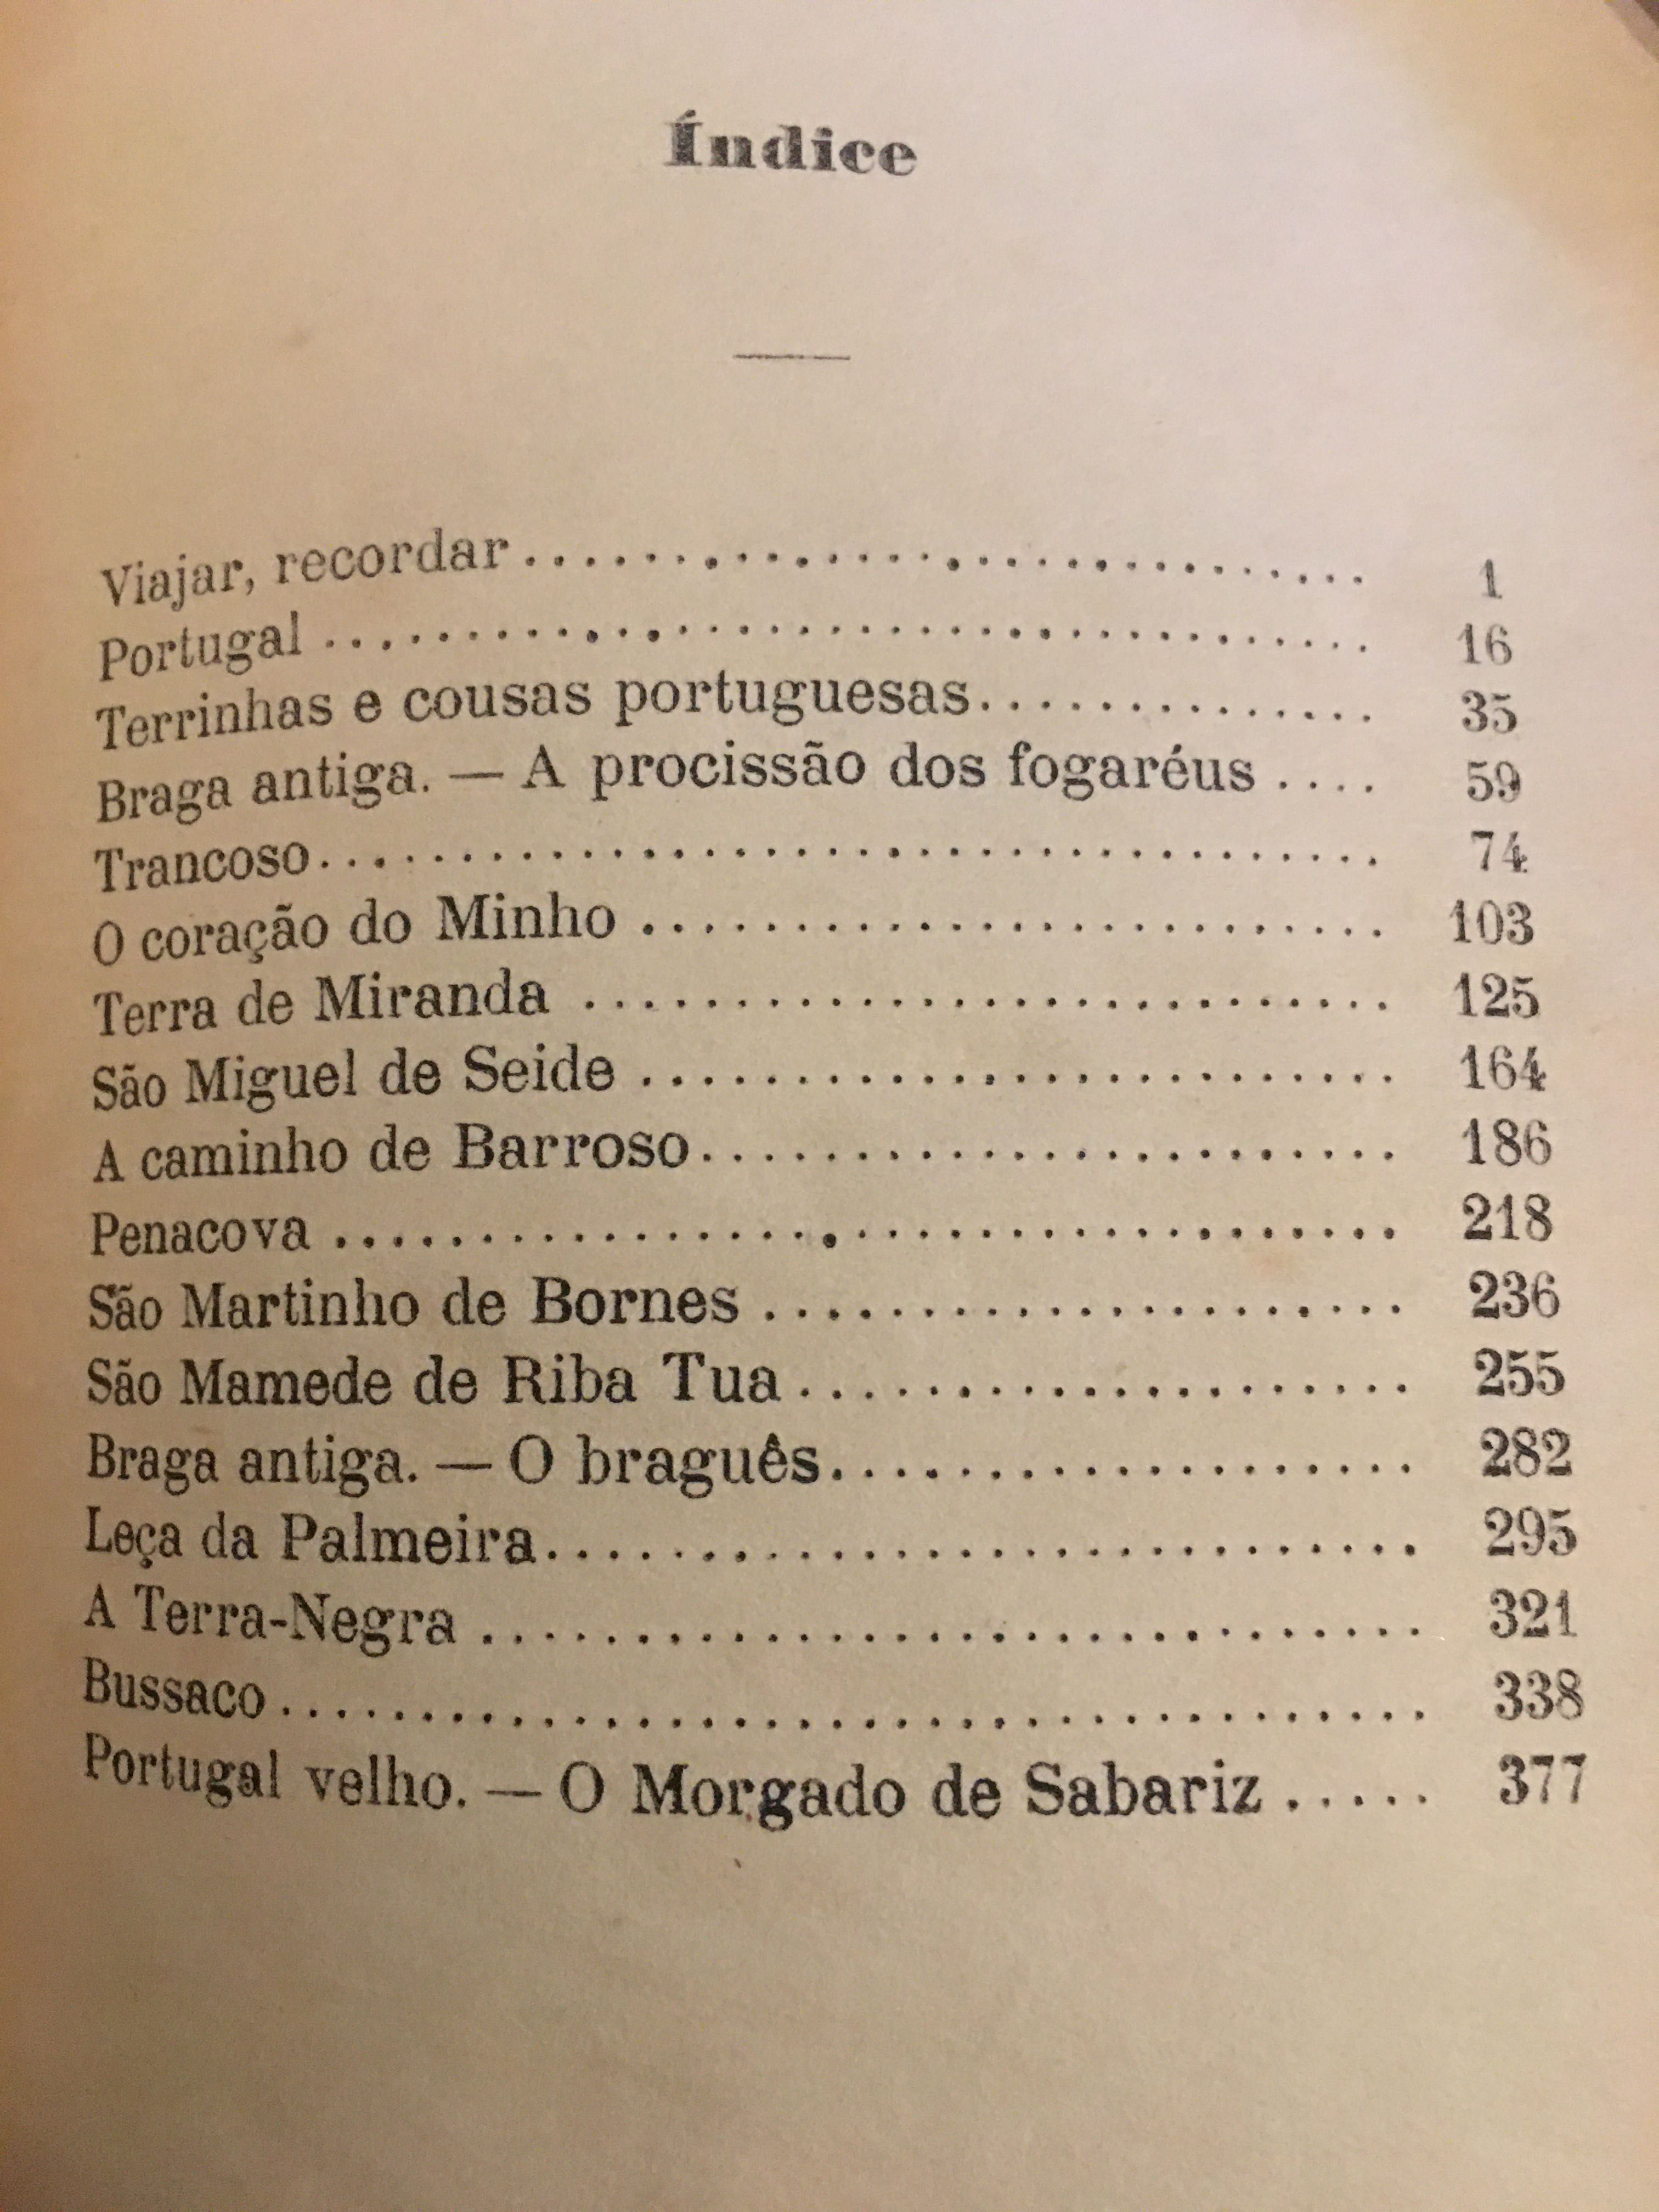 Índice
Viajar, recordar.............................. 1
Portugal .................................... 16
Terrinhas e cousas portuguesas.............. 35
Braga antiga. — A procissão dos fogaréus .... 59
Trancoso.................................... 74
O coração do Minho ......................... 103
Terra de Miranda ........................... 125
São Miguel de Seide ......................... 164
A caminho de Barroso........................ 186
Penacova .................................... 218
São Martinho de Bornes ...................... 236
São Mamede de Riba Tua..................... 255
Braga antiga. — O braguês.................... 282
Leça da Palmeira............................. 295
A Terra-Negra ............................... 321
Bussaco...................................... 338
Portugal velho. — O Morgado de Sabariz ..... 377